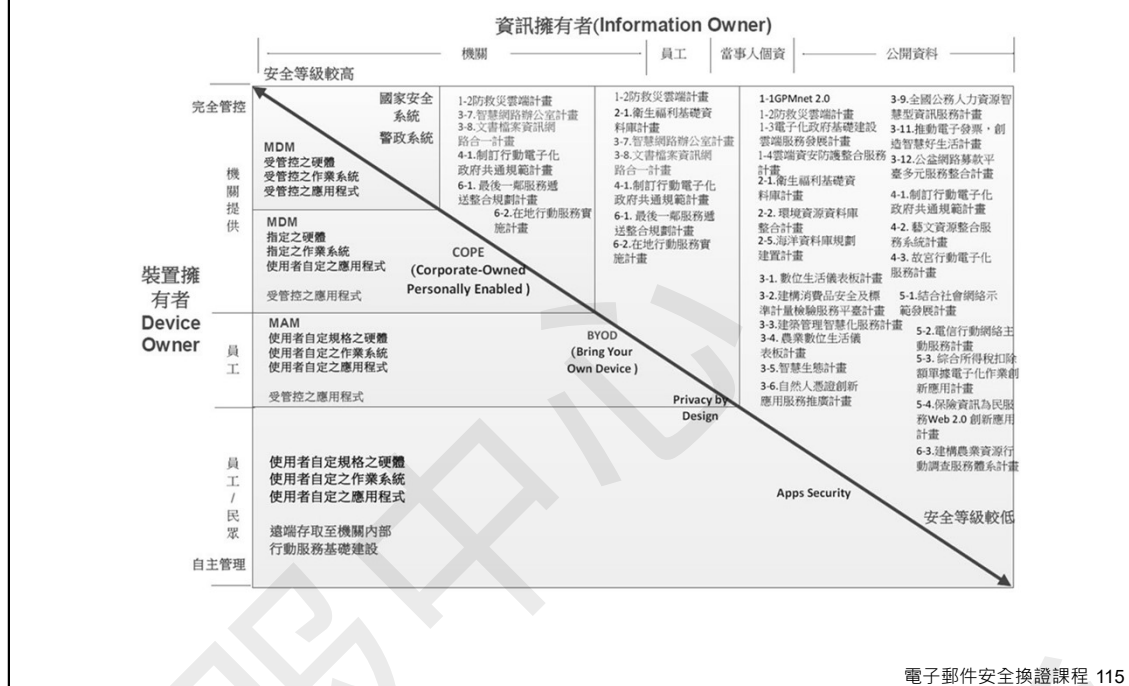 資訊擁有者(Information Owner)
機關
員工
當事人個資
公開資料
安全等級較高
完全管控
機關提供
裝置擁有者
Device
Owner
員工
員工/民眾
自主管理
國家安全
系統
警政系統
MDM
受管控之硬體
受管控之作業系統
受管控之應用程式
MDM
指定之硬體
指定之作業系統
使用者自定之應用程式
受管控之應用程式
MAM
使用者自定規格之硬體
使用者自定之作業系統
使用者自定之應用程式
受管控之應用程式
使用者自定規格之硬體
使用者自定之作業系統
使用者自定之應用程式
遠端存取至機關內部
行動服務基礎建設
1-2防救災雲端計畫
3-7.智慧網路辦公室計畫
3-8.文書檔案資訊網
路合一計畫
4-1.制訂行動電子化
政府共通規範計畫
6-1. 最後一鄰服務遞
送整合規劃計畫
6-2.在地行動服務實
施計畫
COPE
(Corporate-Owned
Personally Enabled )
BYOD
(Bring Your
Own Device )
Privacy by
Design
Apps Security
1-2防救災雲端計畫
2-1.衛生福利基礎資
料庫計畫
3-7.智慧網路辦公室計畫
3-8.文書檔案資訊網
路合一計畫
4-1.制訂行動電子化
政府共通規範計畫
6-1. 最後一鄰服務遞
送整合規劃計畫
6-2.在地行動服務實
施計畫
1-1GPMnet 2.0
1-2防救災雲端計畫
1-3電子化政府基礎建設
雲端服務發展計畫
1-4雲端資安防護整合服務
計畫
2-1.衛生福利基礎資
料庫計畫
2-2. 環境資源資料庫
整合計畫
2-5.海洋資料庫規劃
建置計畫
3-1. 數位生活儀表板計畫
3-2.建構消費品安全及標
準計量檢驗服務平臺計畫
3-3.建築管理智慧化服務計畫
3-4. 農業數位生活儀
表板計畫
3-5.智慧生態計畫
3-6.自然人憑證創新
應用服務推廣計畫
3-9.全國公務人力資源智
慧型資訊服務計畫
3-11.推動電子發票，創
造智慧好生活計畫
3-12.公益網路募款平
臺多元服務整合計畫
4-1.制訂行動電子化
政府共通規範計畫
4-2. 藝文資源整合服
務系統計畫
4-3. 故宮行動電子化
服務計畫
5-1.結合社會網絡示
範發展計畫
5-2.電信行動網絡主
動服務計畫
5-3. 綜合所得稅扣除
額單據電子化作業創
新應用計畫
5-4.保險資訊為民服
務Web 2.0 創新應用
計畫
6-3.建構農業資源行
動調查服務體系計畫
安全等級較低
電子郵件安全換證課程 115